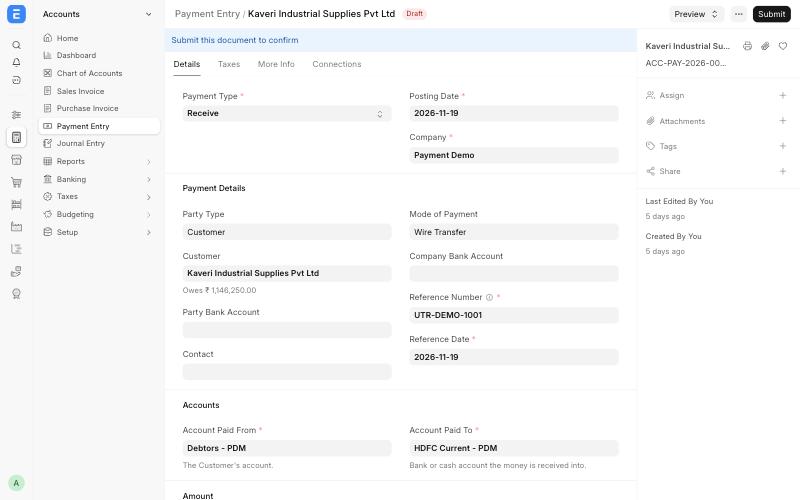 Accounts
Home
Dashboard
Chart of Accounts
Sales Invoice
Purchase Invoice
Payment Entry
Journal Entry
Reports
Banking
Taxes
Budgeting
Setup
A
Payment Entry / Kaveri Industrial Supplies Pvt Ltd Draft
Preview ··· Submit
Submit this document to confirm
Details Taxes More Info Connections
Payment Type *
Receive
Posting Date *
2026-11-19
Company *
Payment Demo
Payment Details
Party Type
Customer
Customer
Kaveri Industrial Supplies Pvt Ltd
Owes ₹ 1,146,250.00
Party Bank Account
Contact
Mode of Payment
Wire Transfer
Company Bank Account
Reference Number *
UTR-DEMO-1001
Reference Date *
2026-11-19
Accounts
Account Paid From *
Debtors - PDM
The Customer's account.
Account Paid To *
HDFC Current - PDM
Bank or cash account the money is received into.
Amount
Kaveri Industrial Su...
ACC-PAY-2026-00...
Assign
Attachments
Tags
Share
Last Edited By You
5 days ago
Created By You
5 days ago